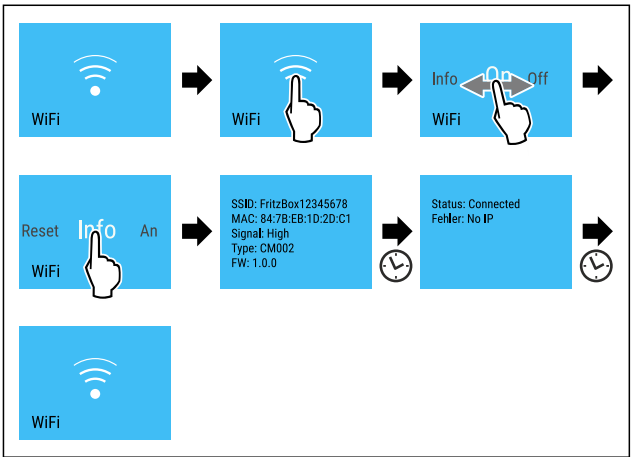 WiFi
WiFi
Info On Off
WiFi
Reset Info An
WiFi
SSID: FritzBox12345678
MAC: 84:7B:EB:1D:2D:C1
Signal: High
Type: CM002
FW: 1.0.0
Status: Connected
Fehler: No IP
WiFi